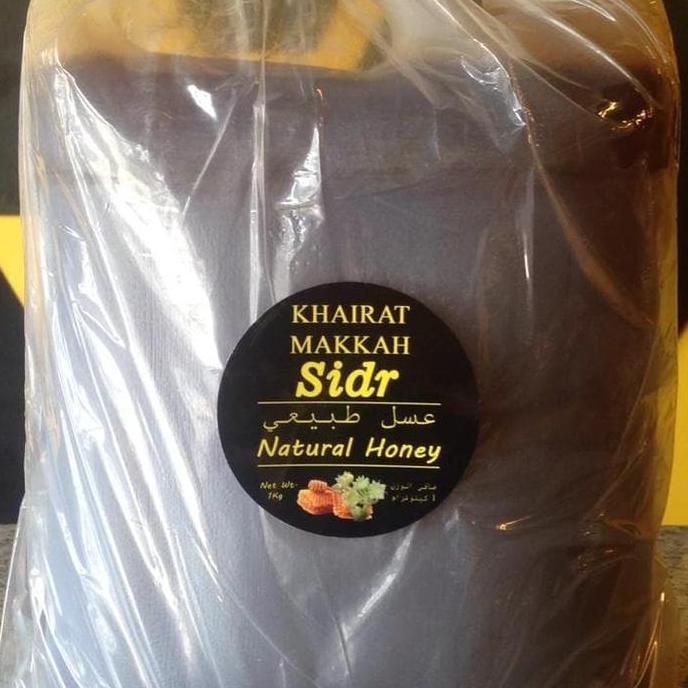 KHAIRAT
MAKKAH
Sidr
عسل طبيعي
Natural Honey
Net Wt-
1Kg
صافي الوزن
١ كيلوغرام